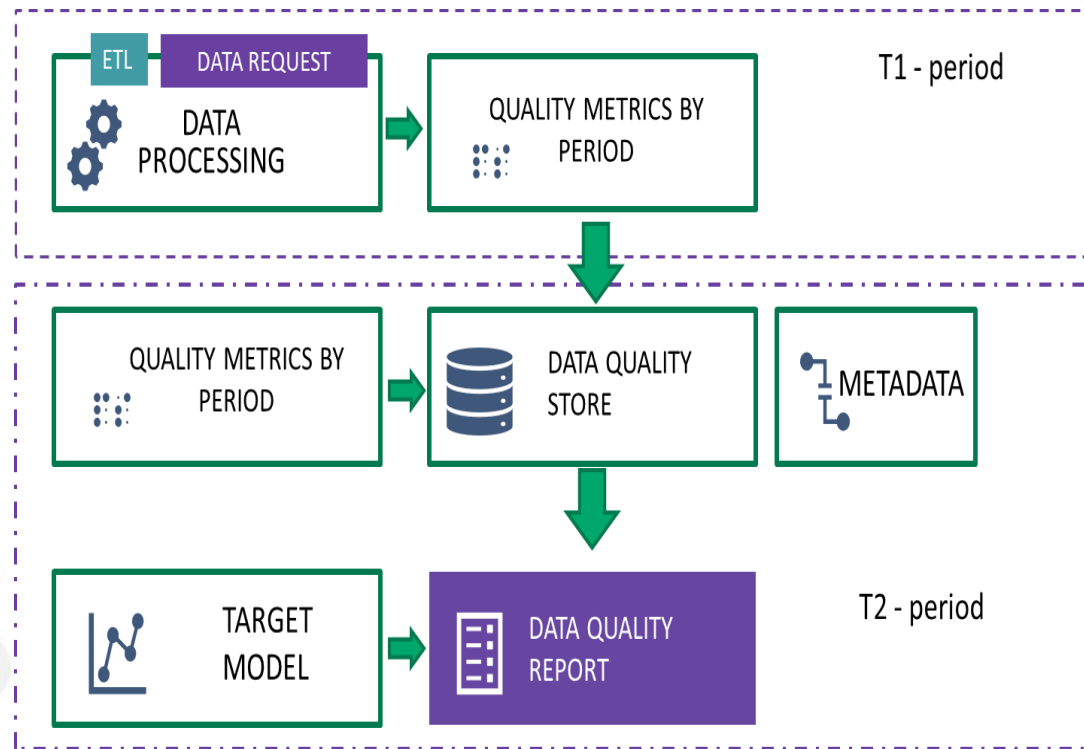 ETL
DATA REQUEST
DATA
PROCESSING
QUALITY METRICS BY
PERIOD
T1 - period
QUALITY METRICS BY
PERIOD
DATA QUALITY
STORE
METADATA
TARGET
MODEL
DATA QUALITY
REPORT
T2 - period